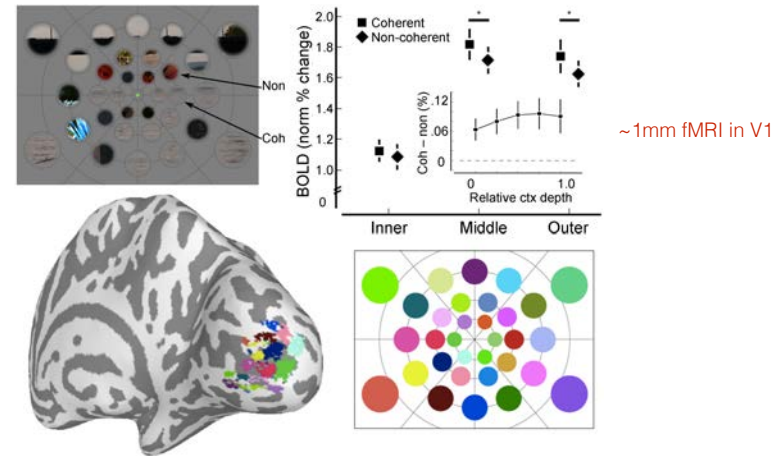 Non
Coh
BOLD (norm % change)
2.0
1.8
1.6
1.4
1.2
1.0
0
Coherent
Non-coherent
*
*
Coh – non (%)
.12
.06
0
0
1.0
Relative ctx depth
Inner
Middle
Outer
~1mm fMRI in V1